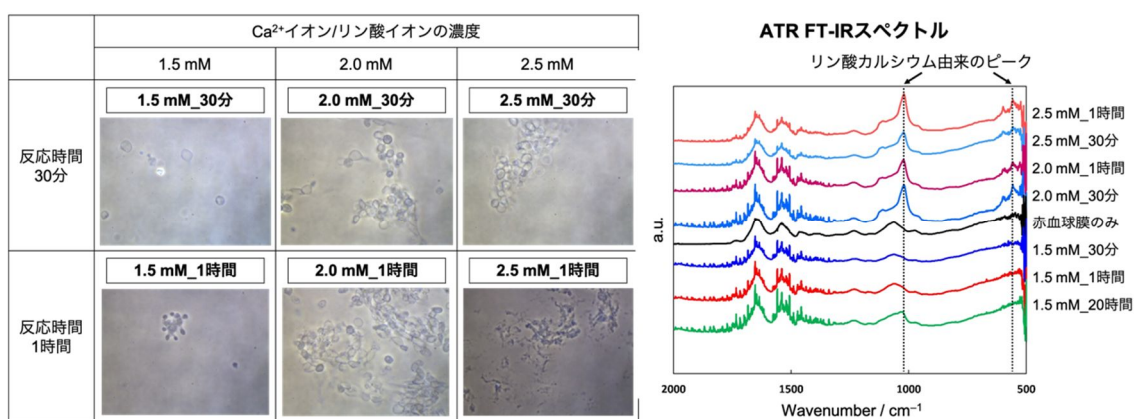 Ca²⁺イオン/リン酸イオンの濃度
1.5 mM
2.0 mM
2.5 mM
反応時間
30分
1.5 mM_30分
2.0 mM_30分
2.5 mM_30分
反応時間
1時間
1.5 mM_1時間
2.0 mM_1時間
2.5 mM_1時間
ATR FT-IRスペクトル
リン酸カルシウム由来のピーク
2.5 mM_1時間
2.5 mM_30分
2.0 mM_1時間
2.0 mM_30分
赤血球膜のみ
1.5 mM_30分
1.5 mM_1時間
1.5 mM_20時間
a.u.
2000
1500
1000
500
Wavenumber / cm⁻¹